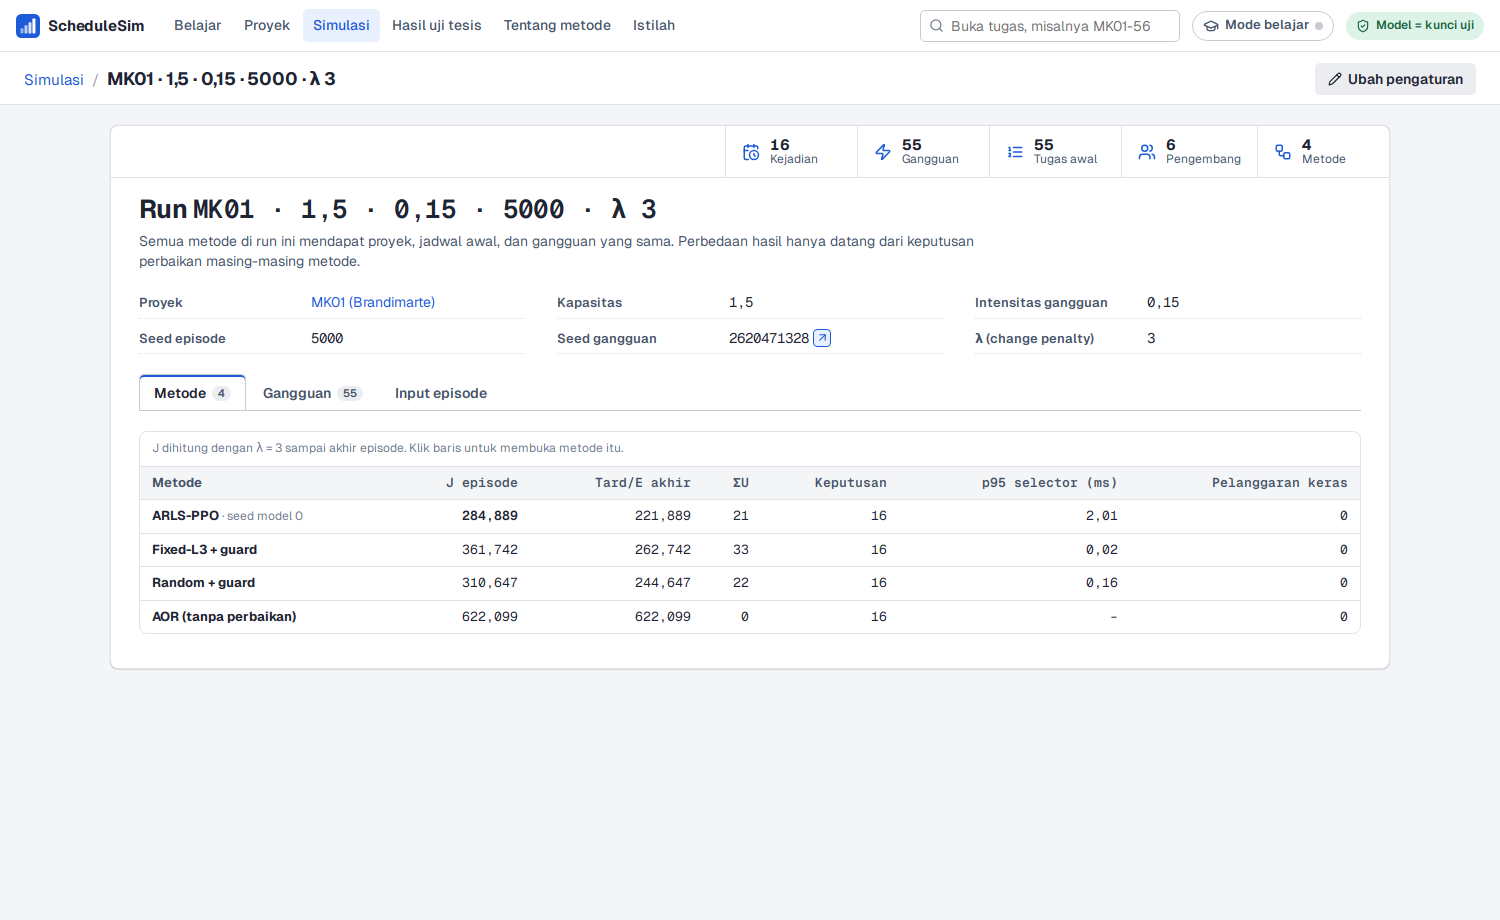 ScheduleSim Belajar Proyek Simulasi Hasil uji tesis Tentang metode Istilah Buka tugas, misalnya MK01-56 Mode belajar Model = kunci uji
Simulasi / MK01 · 1,5 · 0,15 · 5000 · λ 3 Ubah pengaturan
16 Kejadian
55 Gangguan
55 Tugas awal
6 Pengembang
4 Metode
Run MK01 · 1,5 · 0,15 · 5000 · λ 3
Semua metode di run ini mendapat proyek, jadwal awal, dan gangguan yang sama. Perbedaan hasil hanya datang dari keputusan
perbaikan masing-masing metode.
Proyek MK01 (Brandimarte) Kapasitas 1,5 Intensitas gangguan 0,15
Seed episode 5000 Seed gangguan 2620471328 λ (change penalty) 3
Metode 4 Gangguan 55 Input episode
J dihitung dengan λ = 3 sampai akhir episode. Klik baris untuk membuka metode itu.
Metode J episode Tard/E akhir ΣU Keputusan p95 selector (ms) Pelanggaran keras
ARLS-PPO · seed model 0 284,889 221,889 21 16 2,01 0
Fixed-L3 + guard 361,742 262,742 33 16 0,02 0
Random + guard 310,647 244,647 22 16 0,16 0
AOR (tanpa perbaikan) 622,099 622,099 0 16 – 0